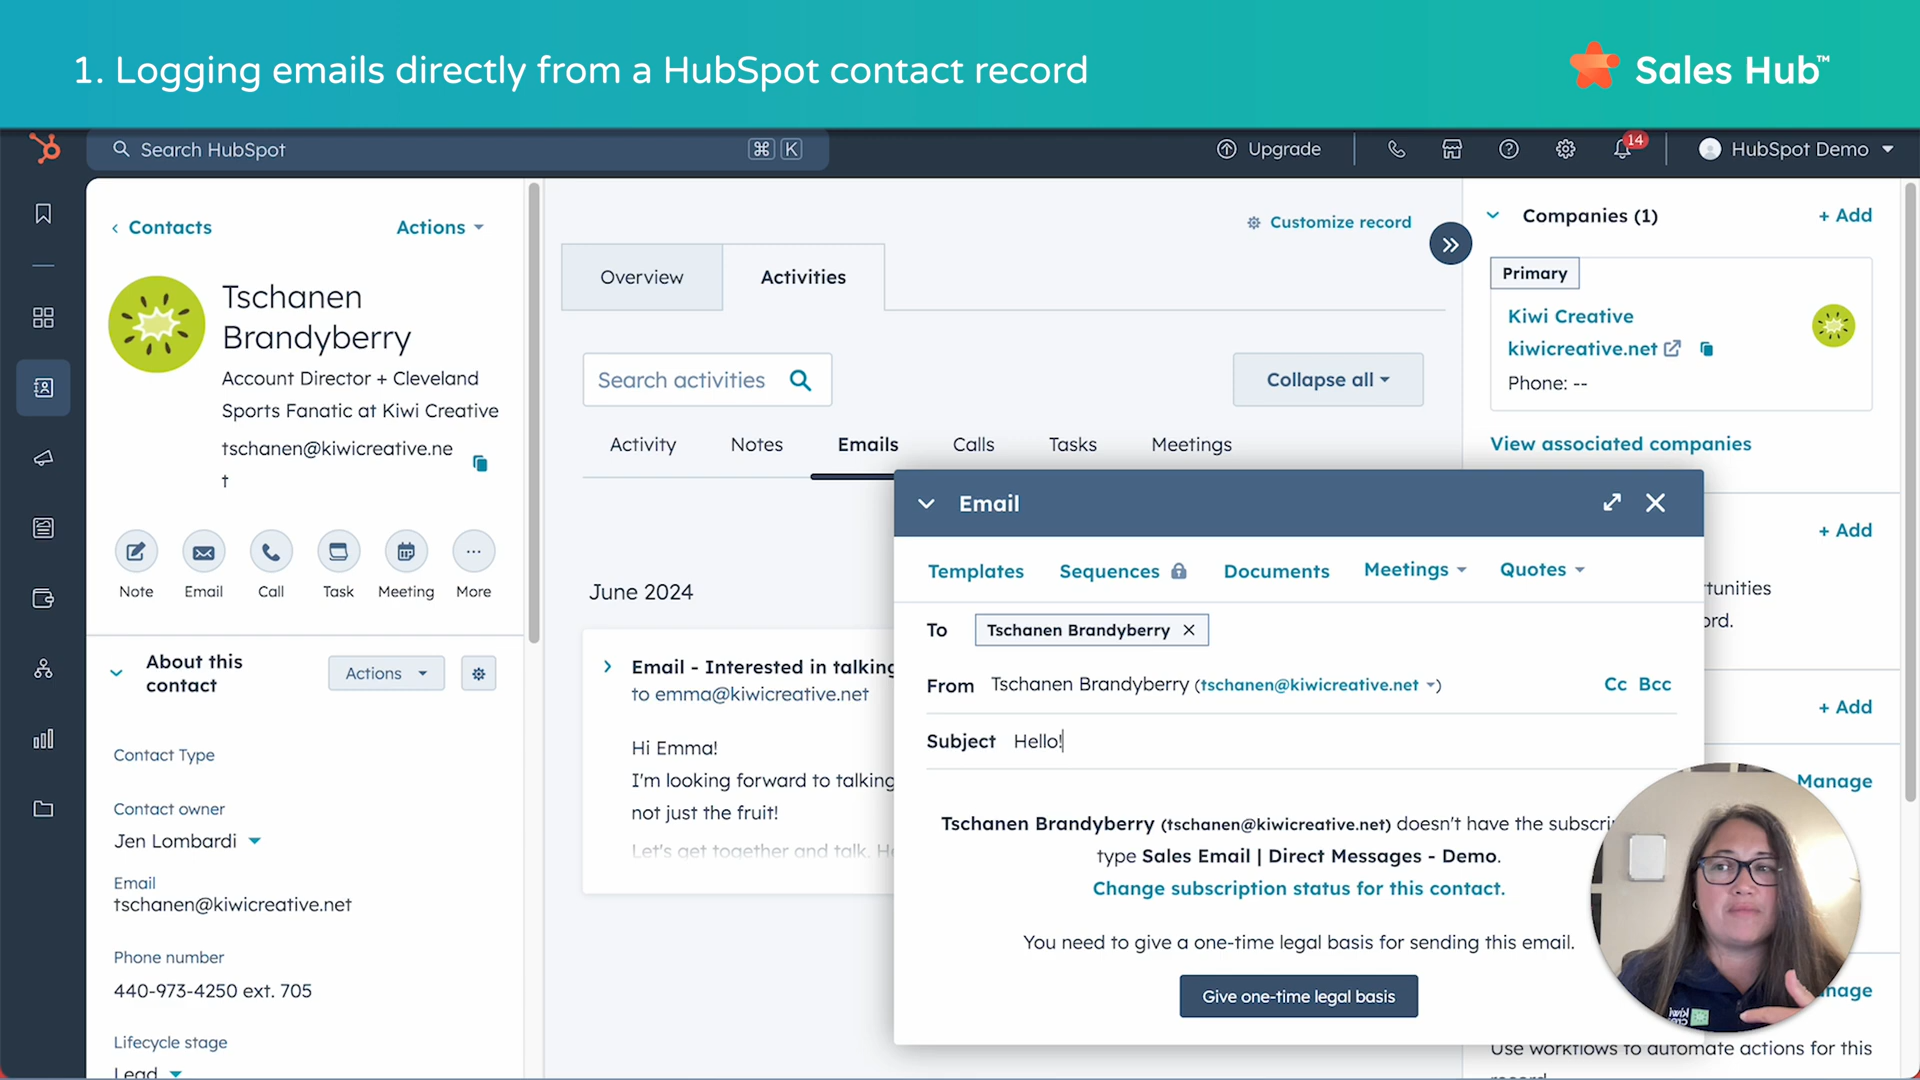 1. Logging emails directly from a HubSpot contact record
Sales Hub™
Search HubSpot
⌘ K
Upgrade
14
HubSpot Demo
Contacts
Actions
Tschanen
Brandyberry
Account Director + Cleveland
Sports Fanatic at Kiwi Creative
tschanen@kiwicreative.ne
t
Note
Email
Call
Task
Meeting
More
About this
contact
Actions
Contact Type
Contact owner
Jen Lombardi
Email
tschanen@kiwicreative.net
Phone number
440-973-4250 ext. 705
Lifecycle stage
Lead
Customize record
Overview
Activities
Search activities
Collapse all
Activity
Notes
Emails
Calls
Tasks
Meetings
June 2024
Email - Interested in talking
to emma@kiwicreative.net
Hi Emma!
I'm looking forward to talking
not just the fruit!
Let's get together and talk. He
Email
Templates
Sequences
Documents
Meetings
Quotes
To
Tschanen Brandyberry
From Tschanen Brandyberry (tschanen@kiwicreative.net)
Cc Bcc
Subject Hello!
Tschanen Brandyberry (tschanen@kiwicreative.net) doesn't have the subscri
type Sales Email | Direct Messages - Demo.
Change subscription status for this contact.
You need to give a one-time legal basis for sending this email.
Give one-time legal basis
Companies (1)
+ Add
Primary
Kiwi Creative
kiwicreative.net
Phone: --
View associated companies
+ Add
tunities
ord.
+ Add
Manage
nage
Use workflows to automate actions for this